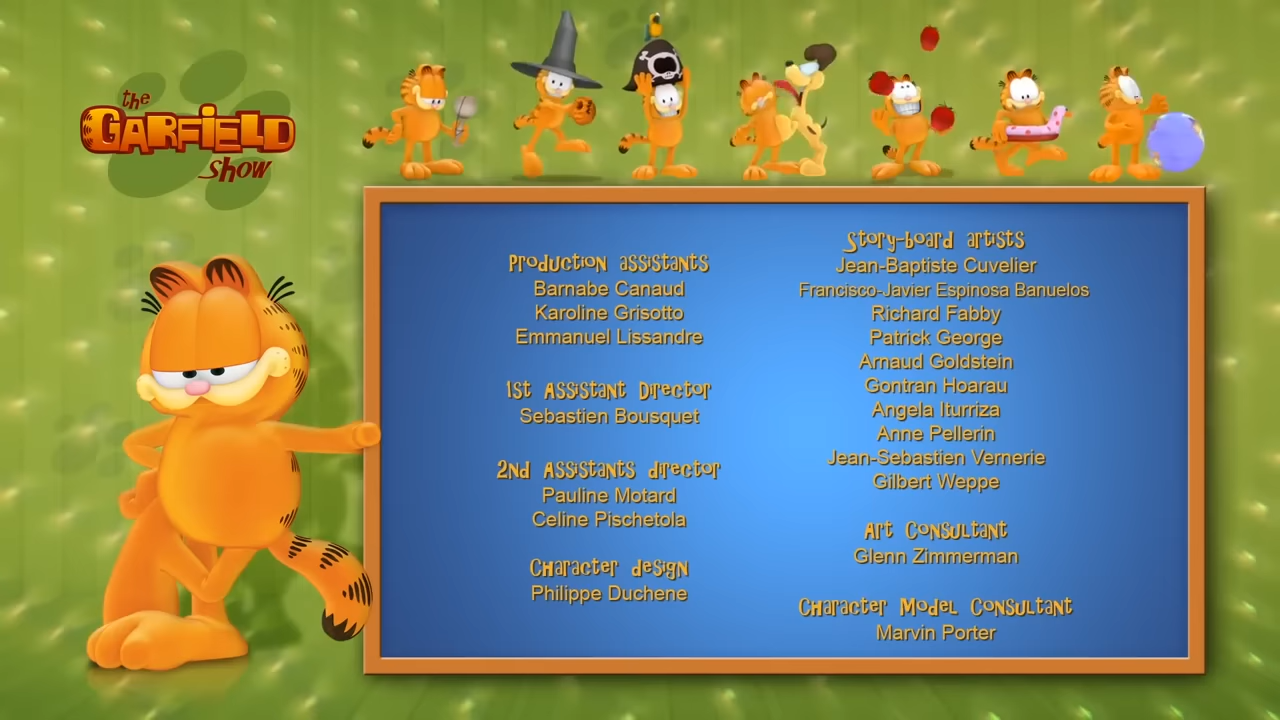 the
GARFiELD
show
Production assistants
Barnabe Canaud
Karoline Grisotto
Emmanuel Lissandre
1st Assistant Director
Sebastien Bousquet
2nd Assistants director
Pauline Motard
Celine Pischetola
Character design
Philippe Duchene
Story-board artists
Jean-Baptiste Cuvelier
Francisco-Javier Espinosa Banuelos
Richard Fabby
Patrick George
Arnaud Goldstein
Gontran Hoarau
Angela Iturriza
Anne Pellerin
Jean-Sebastien Vernerie
Gilbert Weppe
Art Consultant
Glenn Zimmerman
Character Model Consultant
Marvin Porter